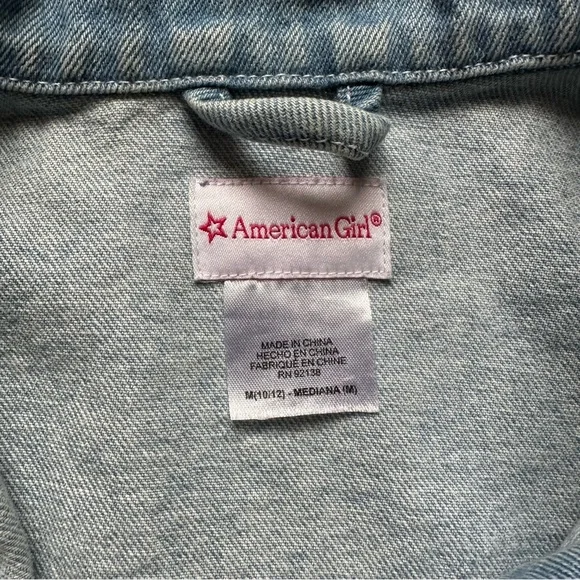 American Girl®
MADE IN CHINA
HECHO EN CHINA
FABRIQUÉ EN CHINE
RN 92138
M(10/12) - MEDIANA (M)